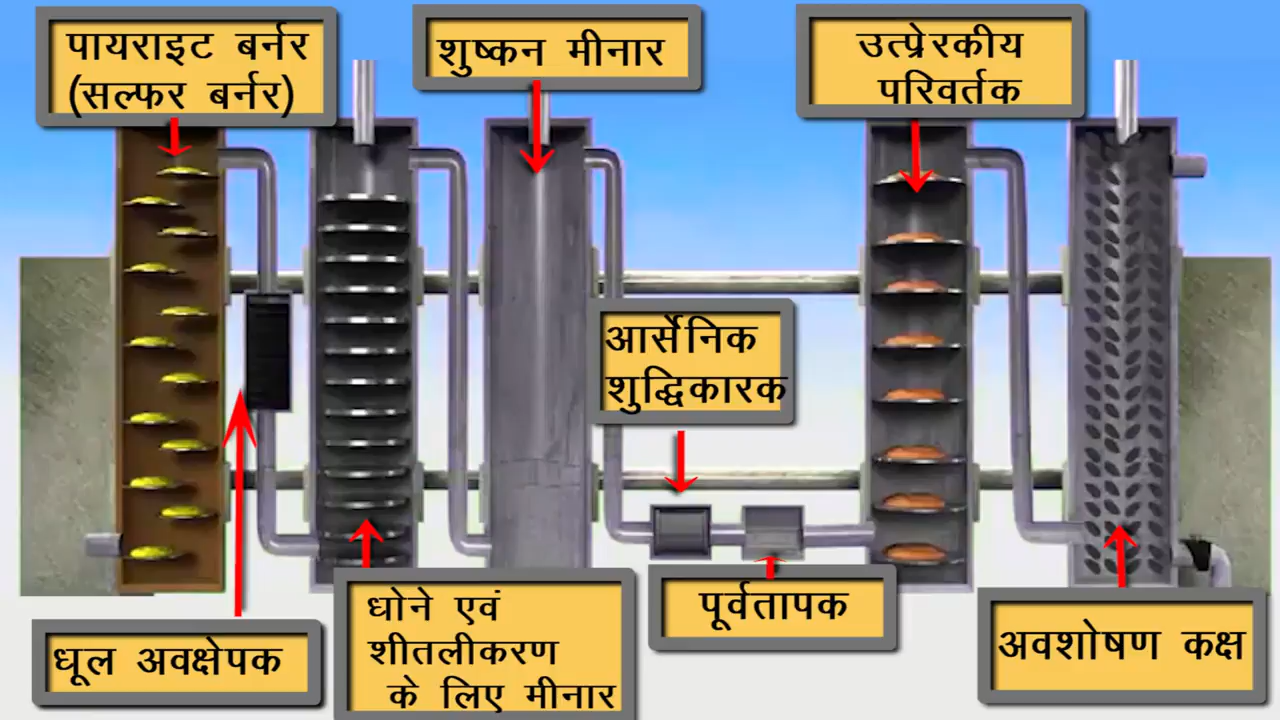 पायराइट बर्नर
(सल्फर बर्नर)
शुष्कन मीनार
उत्प्रेरकीय
परिवर्तक
आर्सेनिक
शुद्धिकारक
धूल अवक्षेपक
धोने एवं
शीतलीकरण
के लिए मीनार
पूर्वतापक
अवशोषण कक्ष